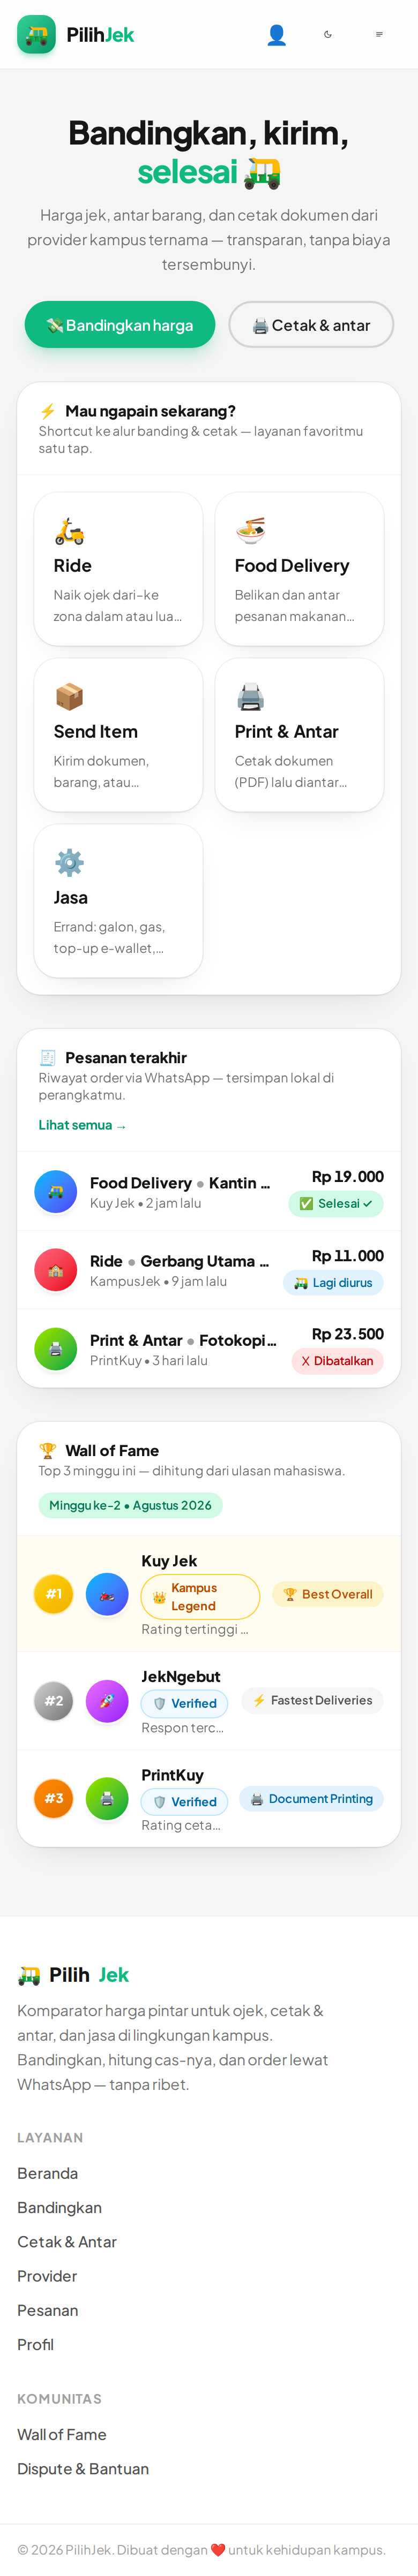 PilihJek
Bandingkan, kirim,
selesai
Harga jek, antar barang, dan cetak dokumen dari
provider kampus ternama — transparan, tanpa biaya
tersembunyi.
Bandingkan harga
Cetak & antar
Mau ngapain sekarang?
Shortcut ke alur banding & cetak — layanan favoritmu
satu tap.
Ride
Naik ojek dari–ke
zona dalam atau lua…
Food Delivery
Belikan dan antar
pesanan makanan…
Send Item
Kirim dokumen,
barang, atau…
Print & Antar
Cetak dokumen
(PDF) lalu diantar…
Jasa
Errand: galon, gas,
top-up e-wallet,…
Pesanan terakhir
Riwayat order via WhatsApp — tersimpan lokal di
perangkatmu.
Lihat semua →
Food Delivery • Kantin …
Rp 19.000
Kuy Jek • 2 jam lalu
Selesai ✓
Ride • Gerbang Utama …
Rp 11.000
KampusJek • 9 jam lalu
Lagi diurus
Print & Antar • Fotokopi…
Rp 23.500
PrintKuy • 3 hari lalu
X Dibatalkan
Wall of Fame
Top 3 minggu ini — dihitung dari ulasan mahasiswa.
Minggu ke-2 • Agustus 2026
#1
Kuy Jek
Kampus
Legend
Rating tertinggi …
Best Overall
#2
JekNgebut
Verified
Respon terc…
Fastest Deliveries
#3
PrintKuy
Verified
Rating ceta…
Document Printing
Pilih Jek
Komparator harga pintar untuk ojek, cetak &
antar, dan jasa di lingkungan kampus.
Bandingkan, hitung cas-nya, dan order lewat
WhatsApp — tanpa ribet.
LAYANAN
Beranda
Bandingkan
Cetak & Antar
Provider
Pesanan
Profil
KOMUNITAS
Wall of Fame
Dispute & Bantuan
© 2026 PilihJek. Dibuat dengan ❤️ untuk kehidupan kampus.